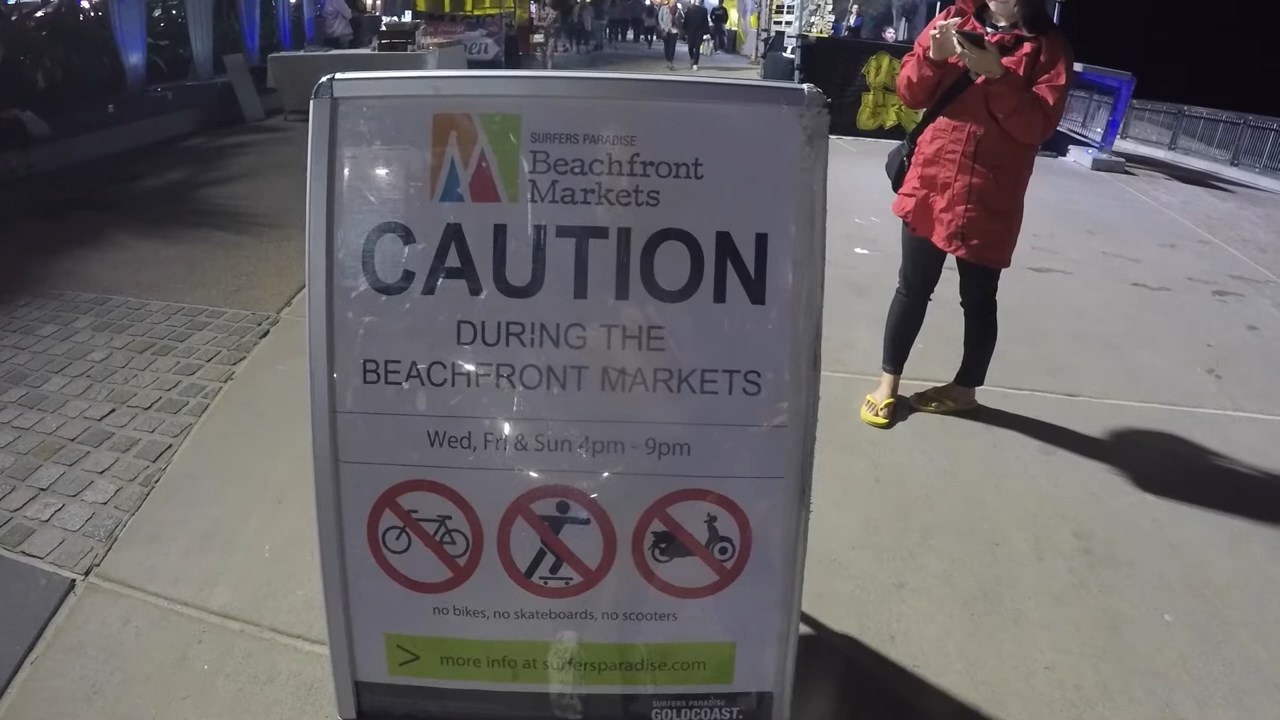 SURFERS PARADISE
Beachfront
Markets
CAUTION
DURING THE
BEACHFRONT MARKETS
Wed, Fri & Sun 4pm - 9pm
no bikes, no skateboards, no scooters
> more info at surfersparadise.com
SURFERS PARADISE
GOLDCOAST.